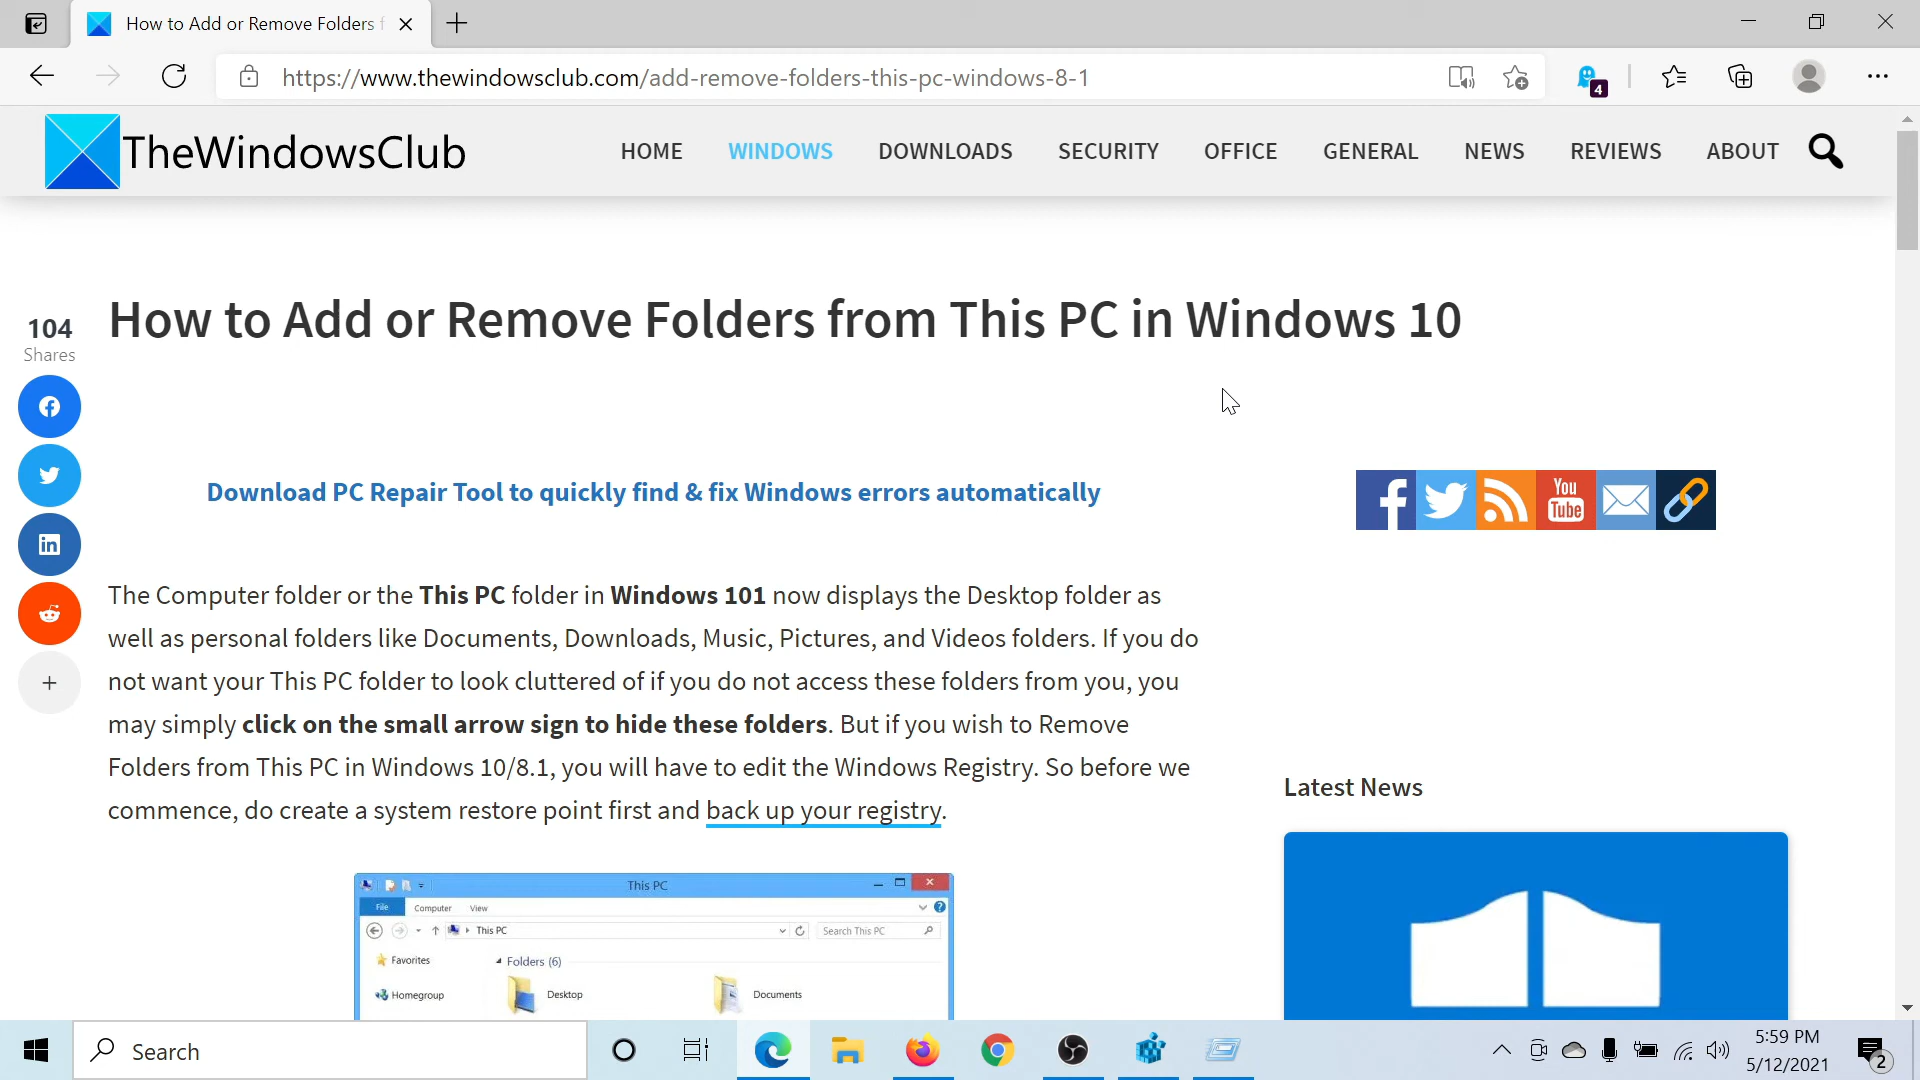 How to Add or Remove Folders f
https://www.thewindowsclub.com/add-remove-folders-this-pc-windows-8-1
4
TheWindowsClub
HOME WINDOWS DOWNLOADS SECURITY OFFICE GENERAL NEWS REVIEWS ABOUT
How to Add or Remove Folders from This PC in Windows 10
104
Shares
Download PC Repair Tool to quickly find & fix Windows errors automatically
You
Tube
The Computer folder or the This PC folder in Windows 101 now displays the Desktop folder as
well as personal folders like Documents, Downloads, Music, Pictures, and Videos folders. If you do
not want your This PC folder to look cluttered of if you do not access these folders from you, you
may simply click on the small arrow sign to hide these folders. But if you wish to Remove
Folders from This PC in Windows 10/8.1, you will have to edit the Windows Registry. So before we
commence, do create a system restore point first and back up your registry.
Latest News
This PC
File Computer View
This PC Search This PC
Favorites Folders (6)
Homegroup Desktop Documents
Search
5:59 PM
5/12/2021
2